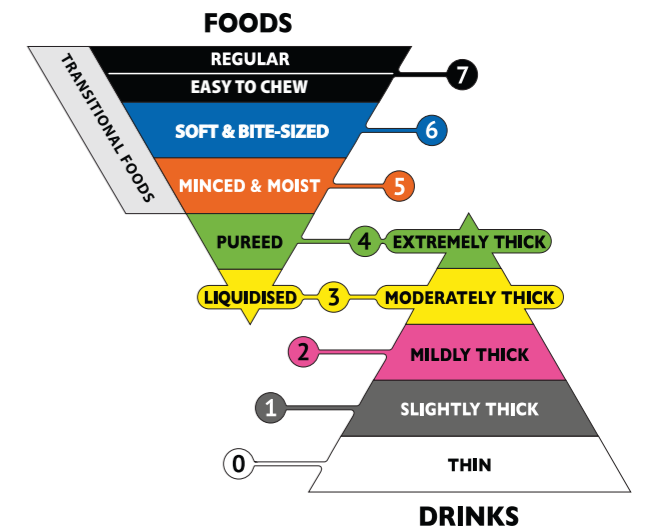 FOODS
TRANSITIONAL FOODS
REGULAR
7
EASY TO CHEW
SOFT & BITE-SIZED
6
MINCED & MOIST
5
PUREED
4
EXTREMELY THICK
LIQUIDISED
3
MODERATELY THICK
2
MILDLY THICK
1
SLIGHTLY THICK
0
THIN
DRINKS